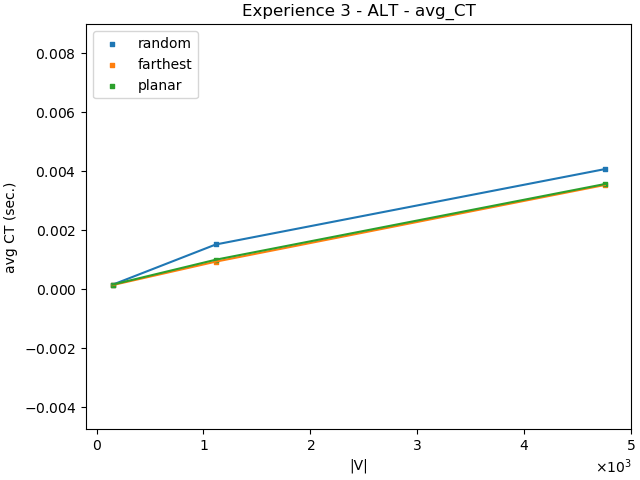 Experience 3 - ALT - avg_CT
random
farthest
planar
0.008
0.006
0.004
0.002
0.000
−0.002
−0.004
avg CT (sec.)
0 1 2 3 4 5
|V|
×10³